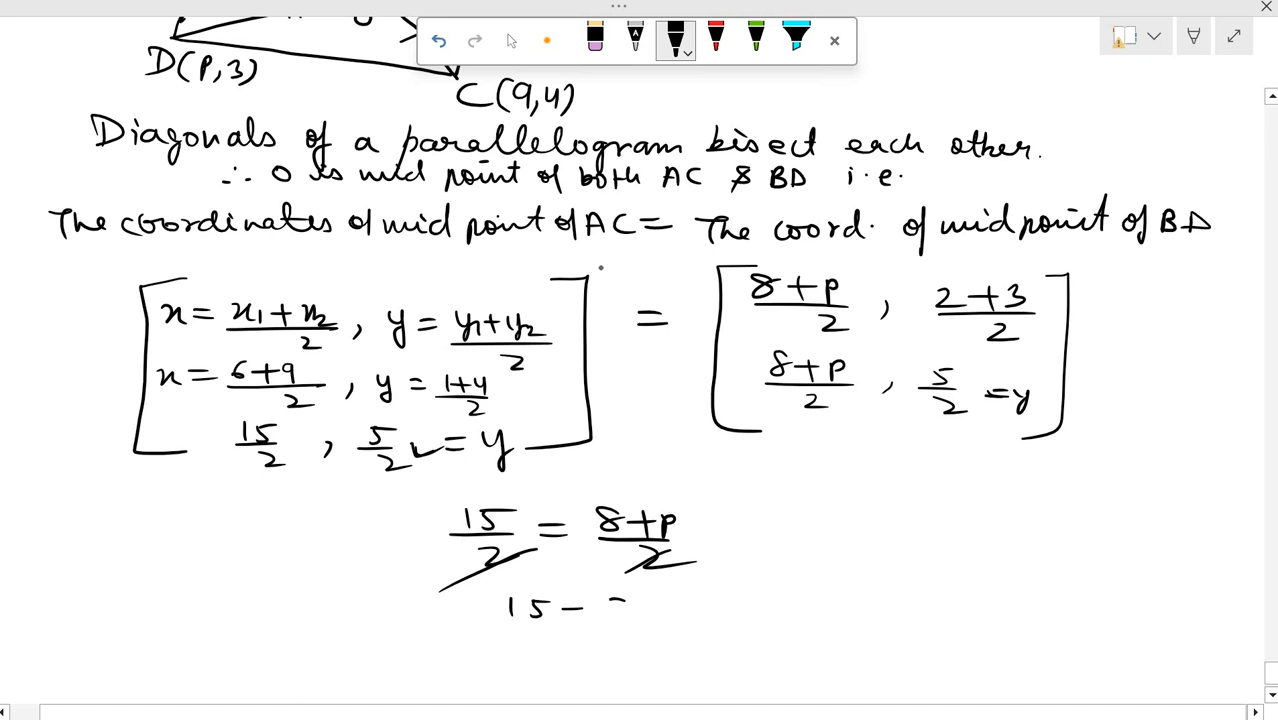 D(P,3)
C(9,4)
Diagonals of a parallelogram bisect each other.
∴ O is mid point of both AC & BD i.e.
The coordinates of mid point of AC = The coord. of midpoint of BD
[x = x1+x2/2 , y = y1+y2/2 = [8+p/2 , 2+3/2
x = 6+9/2 , y = 1+4/2 8+p/2 , 5/2 = y]
15/2 , 5/2 ✓ = y]
15/2 = 8+p/2
15 -